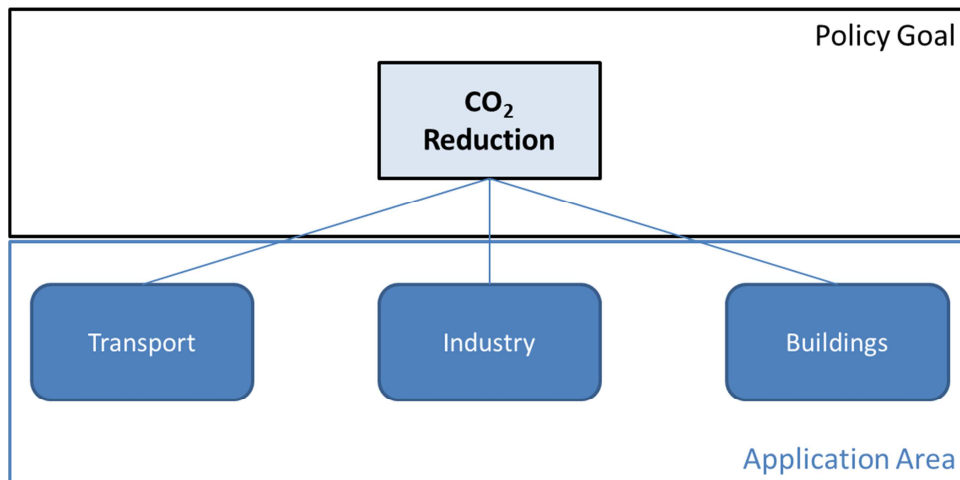 Policy Goal
CO₂
Reduction
Transport
Industry
Buildings
Application Area